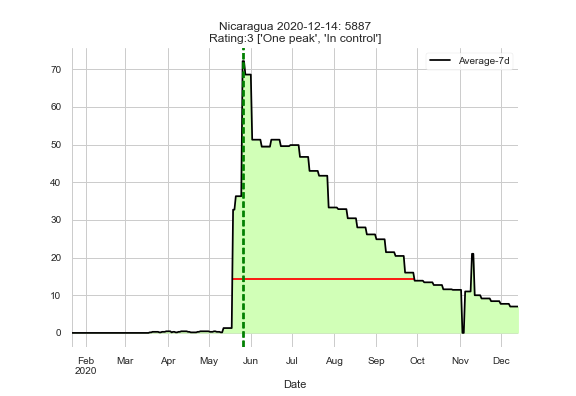 Nicaragua 2020-12-14: 5887
Rating:3 ['One peak', 'In control']
Average-7d
70
60
50
40
30
20
10
0
Feb Mar Apr May Jun Jul Aug Sep Oct Nov Dec
2020
Date